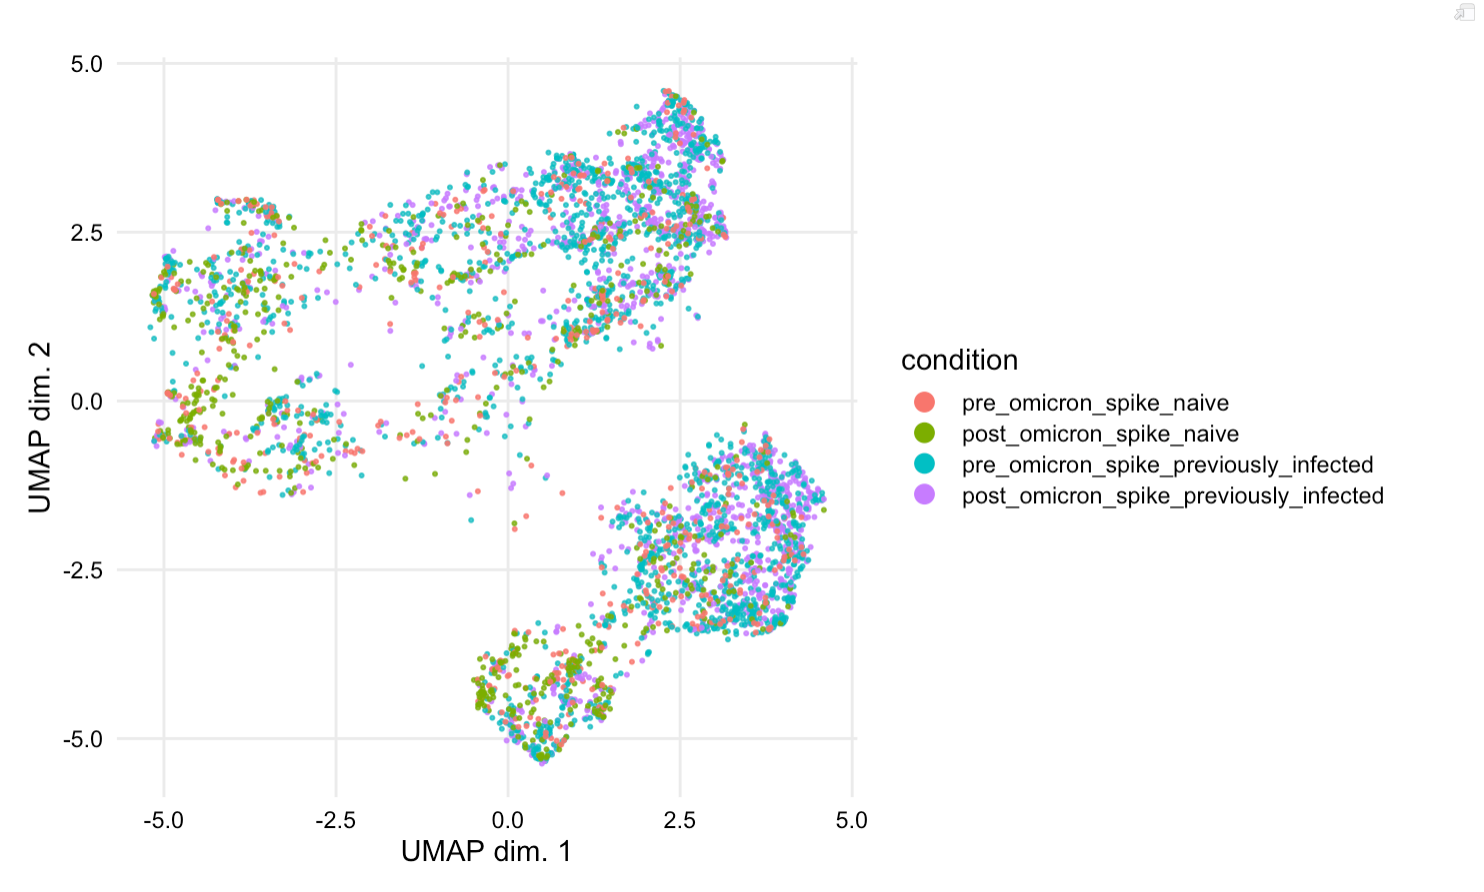 5.0
2.5
0.0
-2.5
-5.0
UMAP dim. 2
-5.0
-2.5
0.0
2.5
5.0
UMAP dim. 1
condition
pre_omicron_spike_naive
post_omicron_spike_naive
pre_omicron_spike_previously_infected
post_omicron_spike_previously_infected